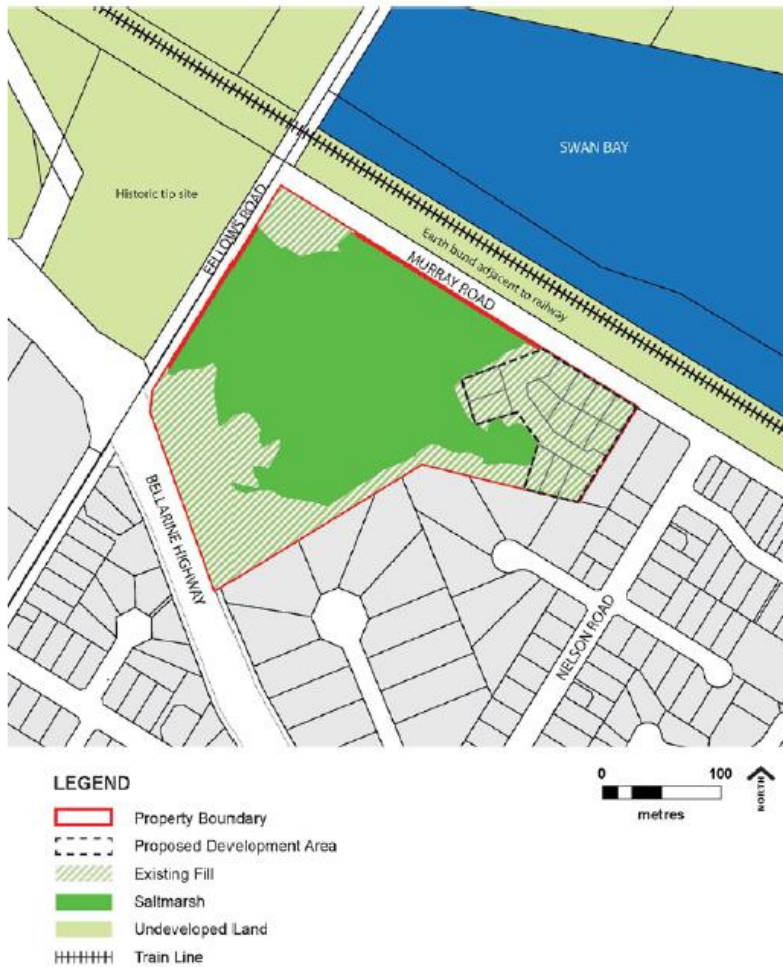 SWAN BAY
Historic tip site
FELLOWS ROAD
Earth bund adjacent to railway
MURRAY ROAD
BELLARINE HIGHWAY
NELSON ROAD
LEGEND
Property Boundary
Proposed Development Area
Existing Fill
Saltmarsh
Undeveloped Land
Train Line
0 100
metres
NORTH